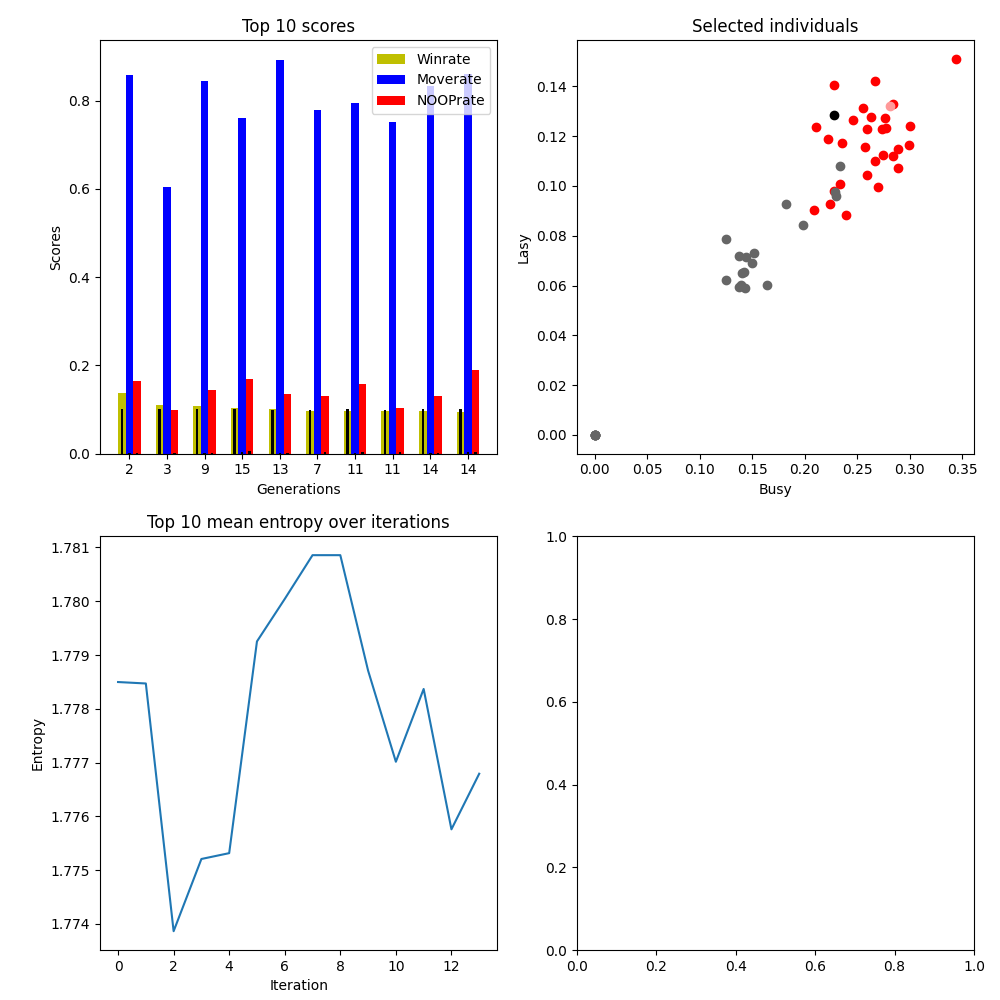 Top 10 scores
Winrate
Moverate
NOOPrate
Scores
0.8
0.6
0.4
0.2
0.0
2 3 9 15 13 7 11 11 14 14
Generations
Selected individuals
Lasy
0.14
0.12
0.10
0.08
0.06
0.04
0.02
0.00
0.00 0.05 0.10 0.15 0.20 0.25 0.30 0.35
Busy
Top 10 mean entropy over iterations
Entropy
1.781
1.780
1.779
1.778
1.777
1.776
1.775
1.774
0 2 4 6 8 10 12
Iteration
1.0
0.8
0.6
0.4
0.2
0.0
0.0 0.2 0.4 0.6 0.8 1.0